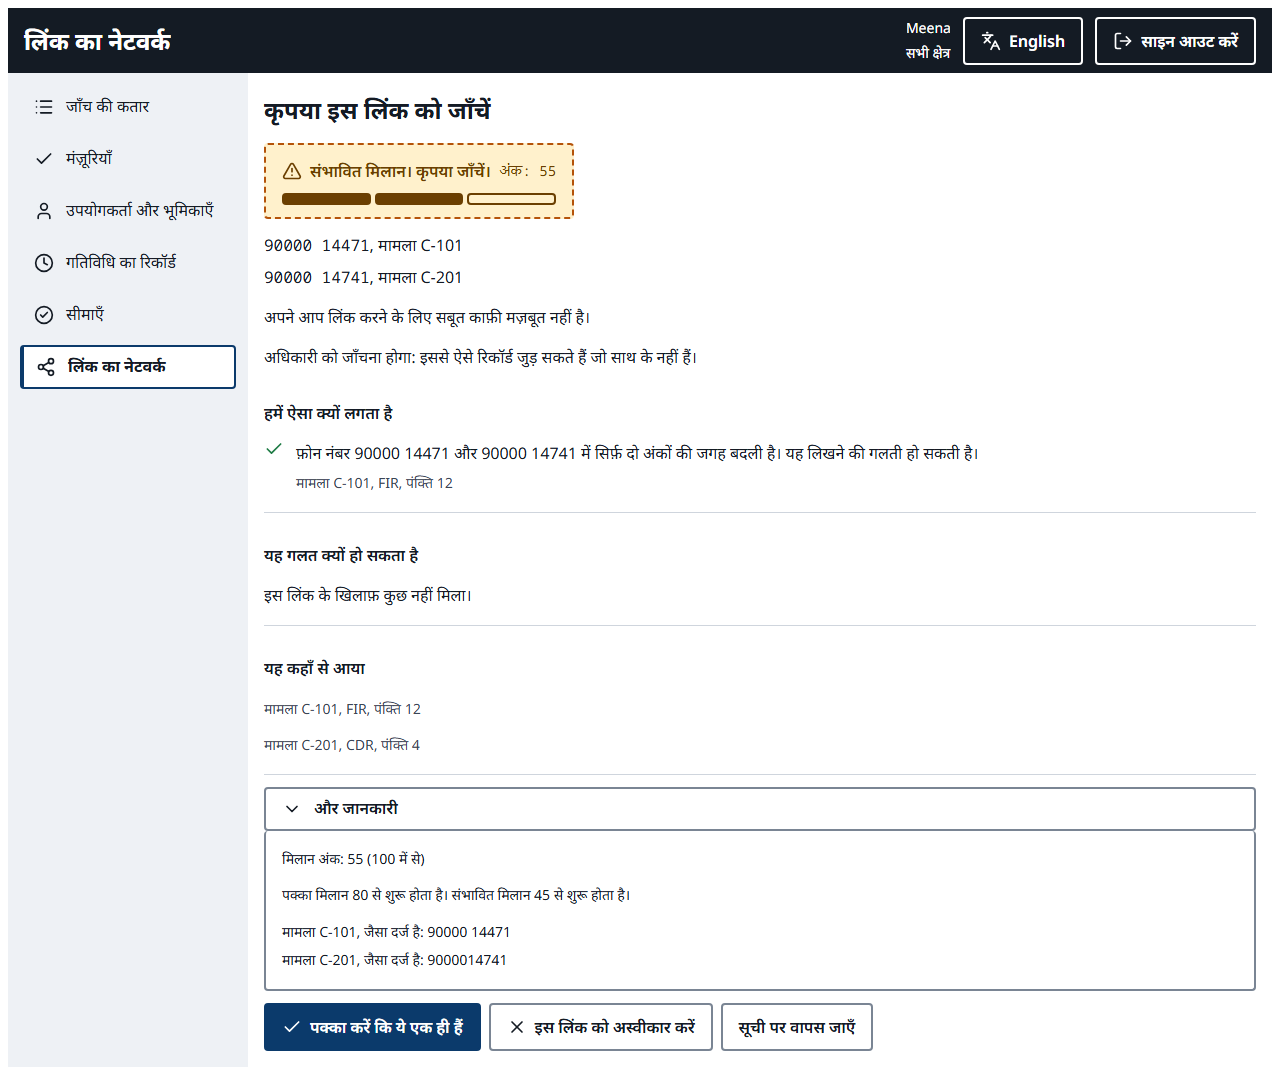 लिंक का नेटवर्क
Meena
सभी क्षेत्र
English
साइन आउट करें
जाँच की कतार
मंज़ूरियाँ
उपयोगकर्ता और भूमिकाएँ
गतिविधि का रिकॉर्ड
सीमाएँ
लिंक का नेटवर्क
कृपया इस लिंक को जाँचें
संभावित मिलान। कृपया जाँचें। अंक: 55
90000 14471, मामला C-101
90000 14741, मामला C-201
अपने आप लिंक करने के लिए सबूत काफ़ी मज़बूत नहीं है।
अधिकारी को जाँचना होगा: इससे ऐसे रिकॉर्ड जुड़ सकते हैं जो साथ के नहीं हैं।
हमें ऐसा क्यों लगता है
फ़ोन नंबर 90000 14471 और 90000 14741 में सिर्फ़ दो अंकों की जगह बदली है। यह लिखने की गलती हो सकती है।
मामला C-101, FIR, पंक्ति 12
यह गलत क्यों हो सकता है
इस लिंक के खिलाफ़ कुछ नहीं मिला।
यह कहाँ से आया
मामला C-101, FIR, पंक्ति 12
मामला C-201, CDR, पंक्ति 4
और जानकारी
मिलान अंक: 55 (100 में से)
पक्का मिलान 80 से शुरू होता है। संभावित मिलान 45 से शुरू होता है।
मामला C-101, जैसा दर्ज है: 90000 14471
मामला C-201, जैसा दर्ज है: 9000014741
पक्का करें कि ये एक ही हैं
इस लिंक को अस्वीकार करें
सूची पर वापस जाएँ